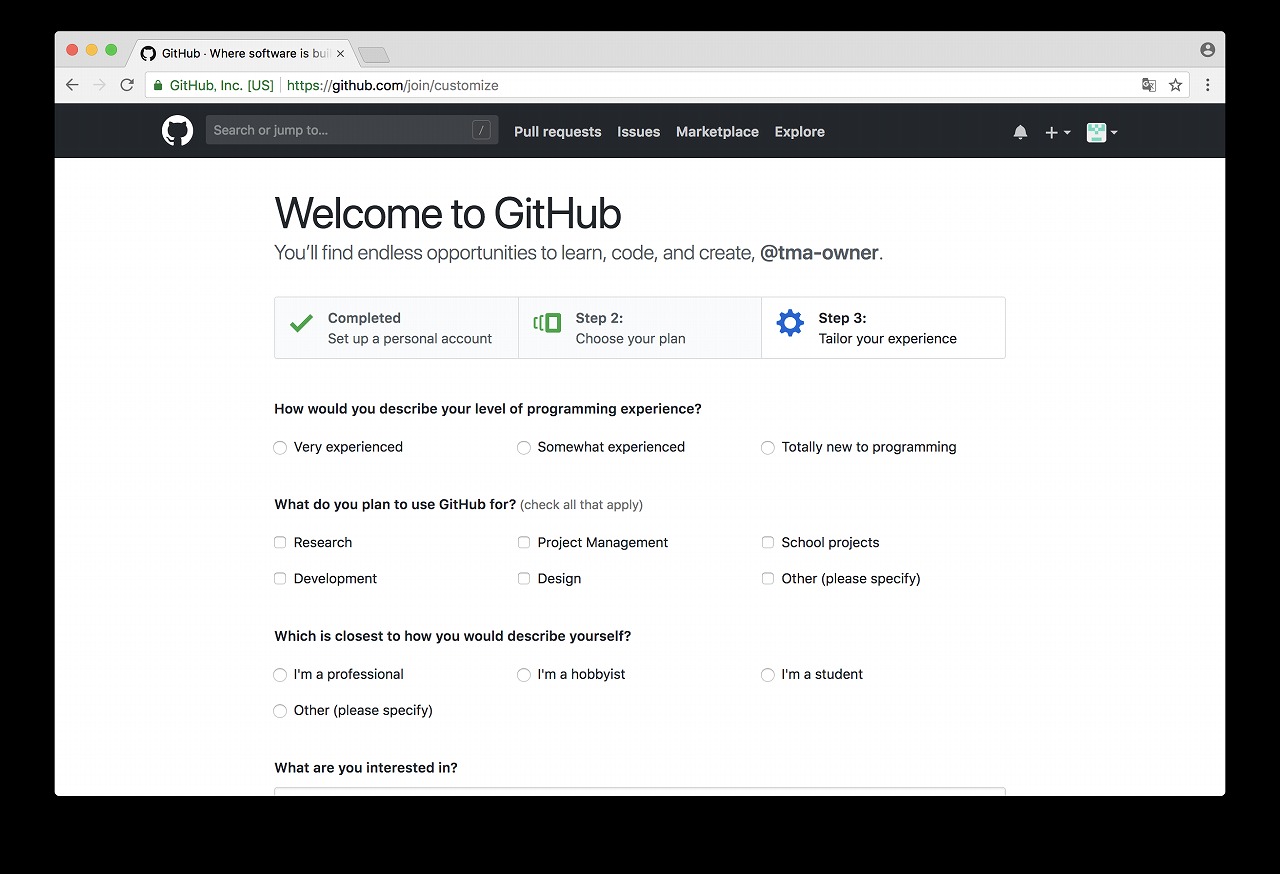 GitHub · Where software is bui
GitHub, Inc. [US] https://github.com/join/customize
Search or jump to... / Pull requests Issues Marketplace Explore
Welcome to GitHub
You’ll find endless opportunities to learn, code, and create, @tma-owner.
Completed
Set up a personal account
Step 2:
Choose your plan
Step 3:
Tailor your experience
How would you describe your level of programming experience?
Very experienced Somewhat experienced Totally new to programming
What do you plan to use GitHub for? (check all that apply)
Research Project Management School projects
Development Design Other (please specify)
Which is closest to how you would describe yourself?
I'm a professional I'm a hobbyist I'm a student
Other (please specify)
What are you interested in?